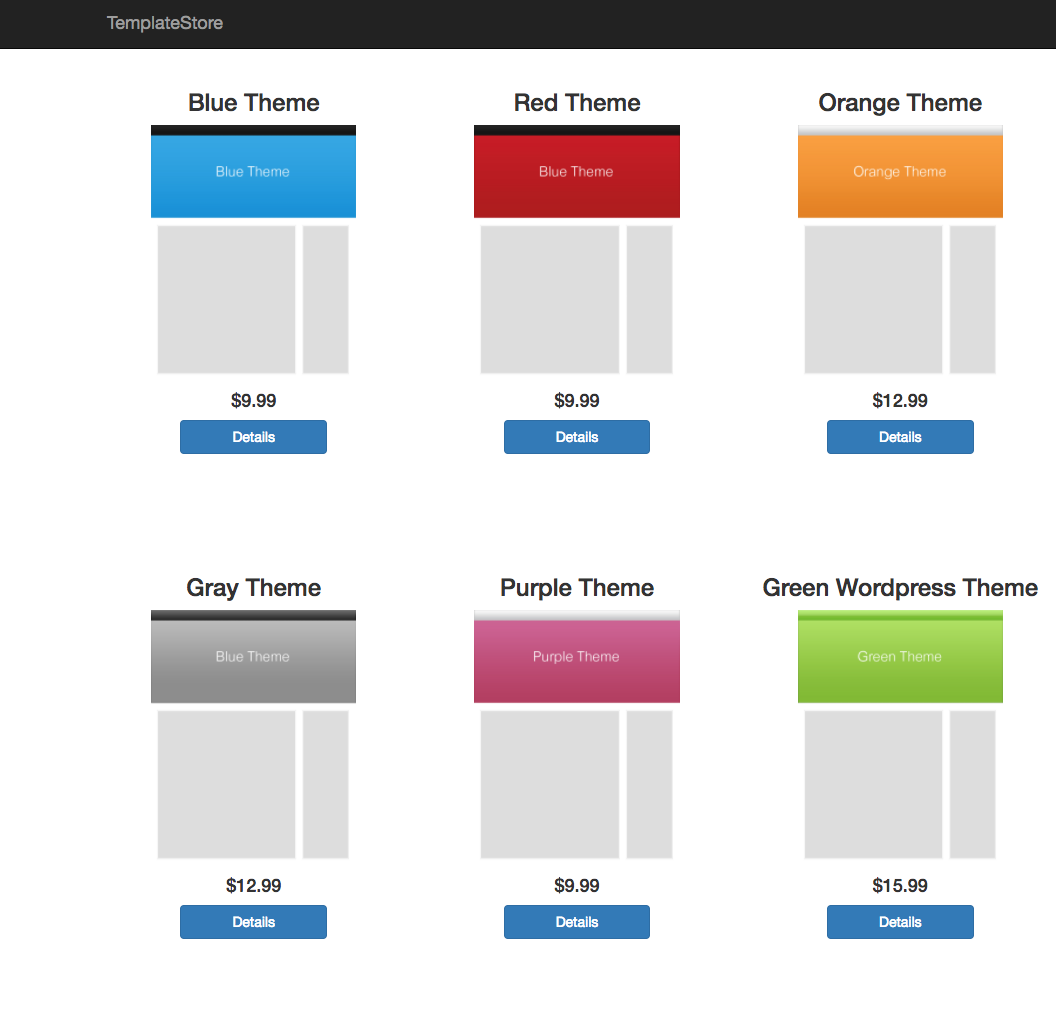 TemplateStore
Blue Theme
Red Theme
Orange Theme
Blue Theme
Blue Theme
Orange Theme
$9.99
$9.99
$12.99
Details
Details
Details
Gray Theme
Purple Theme
Green Wordpress Theme
Blue Theme
Purple Theme
Green Theme
$12.99
$9.99
$15.99
Details
Details
Details